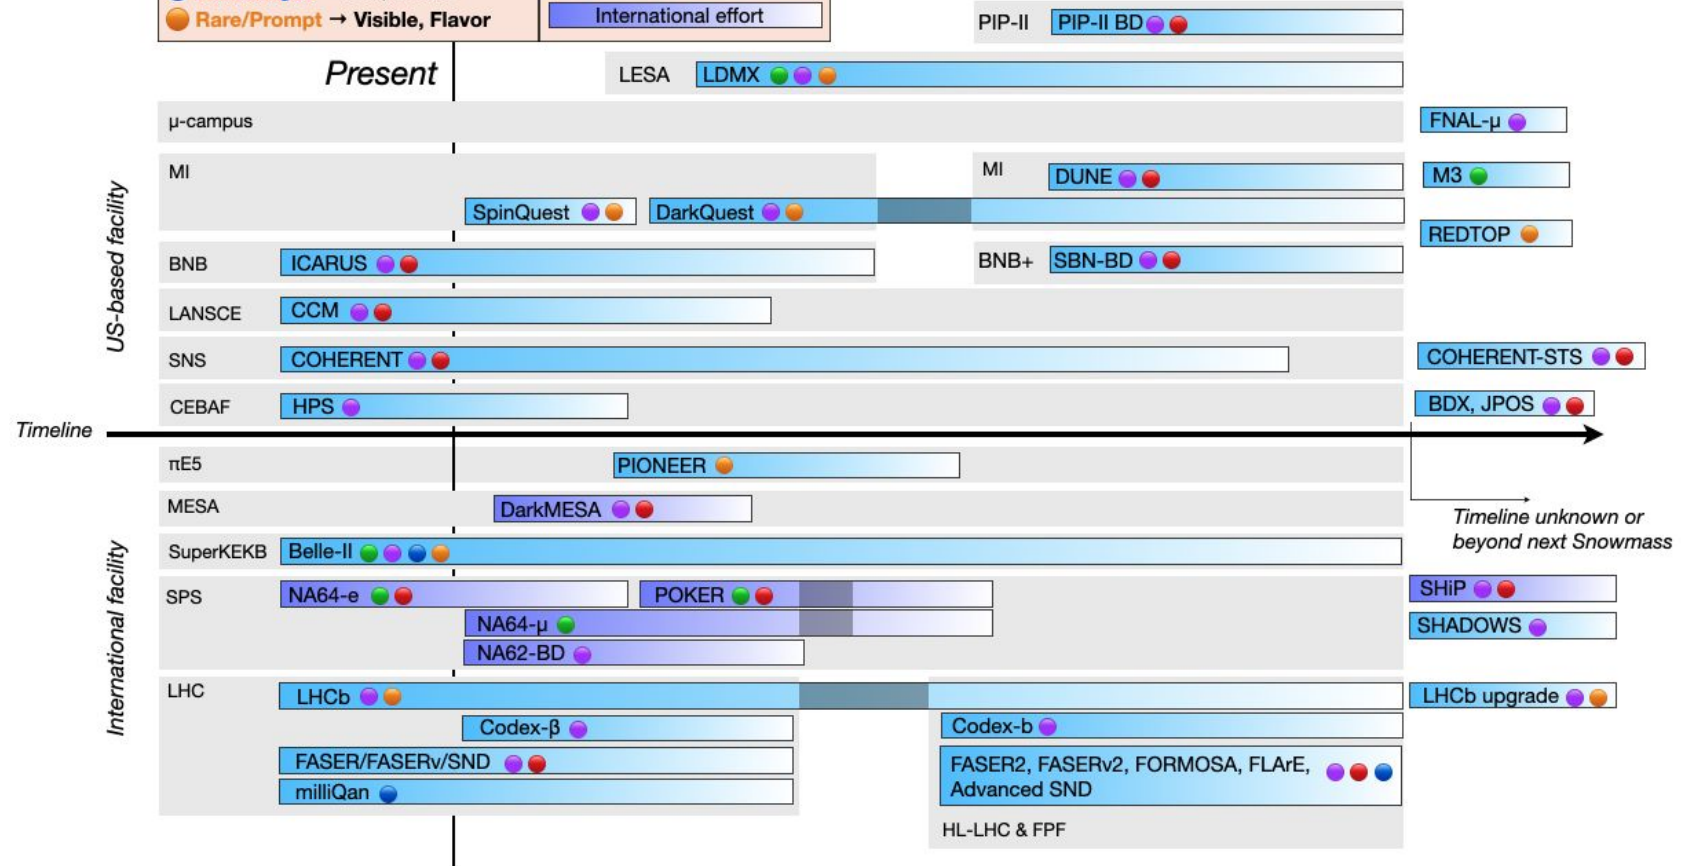 Rare/Prompt → Visible, Flavor
International effort
PIP-II
PIP-II BD
Present
LESA
LDMX
μ-campus
FNAL-μ
MI
MI
DUNE
M3
SpinQuest
DarkQuest
REDTOP
BNB
ICARUS
BNB+
SBN-BD
LANSCE
CCM
SNS
COHERENT
COHERENT-STS
CEBAF
HPS
BDX, JPOS
US-based facility
Timeline
πE5
PIONEER
MESA
DarkMESA
Timeline unknown or
beyond next Snowmass
SuperKEKB
Belle-II
SPS
NA64-e
POKER
SHiP
NA64-μ
SHADOWS
NA62-BD
International facility
LHC
LHCb
LHCb upgrade
Codex-β
Codex-b
FASER/FASERν/SND
FASER2, FASERν2, FORMOSA, FLArE,
Advanced SND
milliQan
HL-LHC & FPF